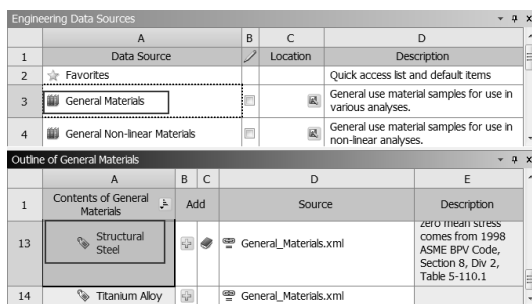 Engineering Data Sources
A B C D
1 Data Source Location Description
2 Favorites Quick access list and default items
3 General Materials General use material samples for use in
various analyses.
4 General Non-linear Materials General use material samples for use in
non-linear analyses.
Outline of General Materials
A B C D E
1 Contents of General
Materials Add Source Description
13 Structural
Steel General_Materials.xml zero mean stress
comes from 1998
ASME BPV Code,
Section 8, Div 2,
Table 5-110.1
14 Titanium Alloy General_Materials.xml